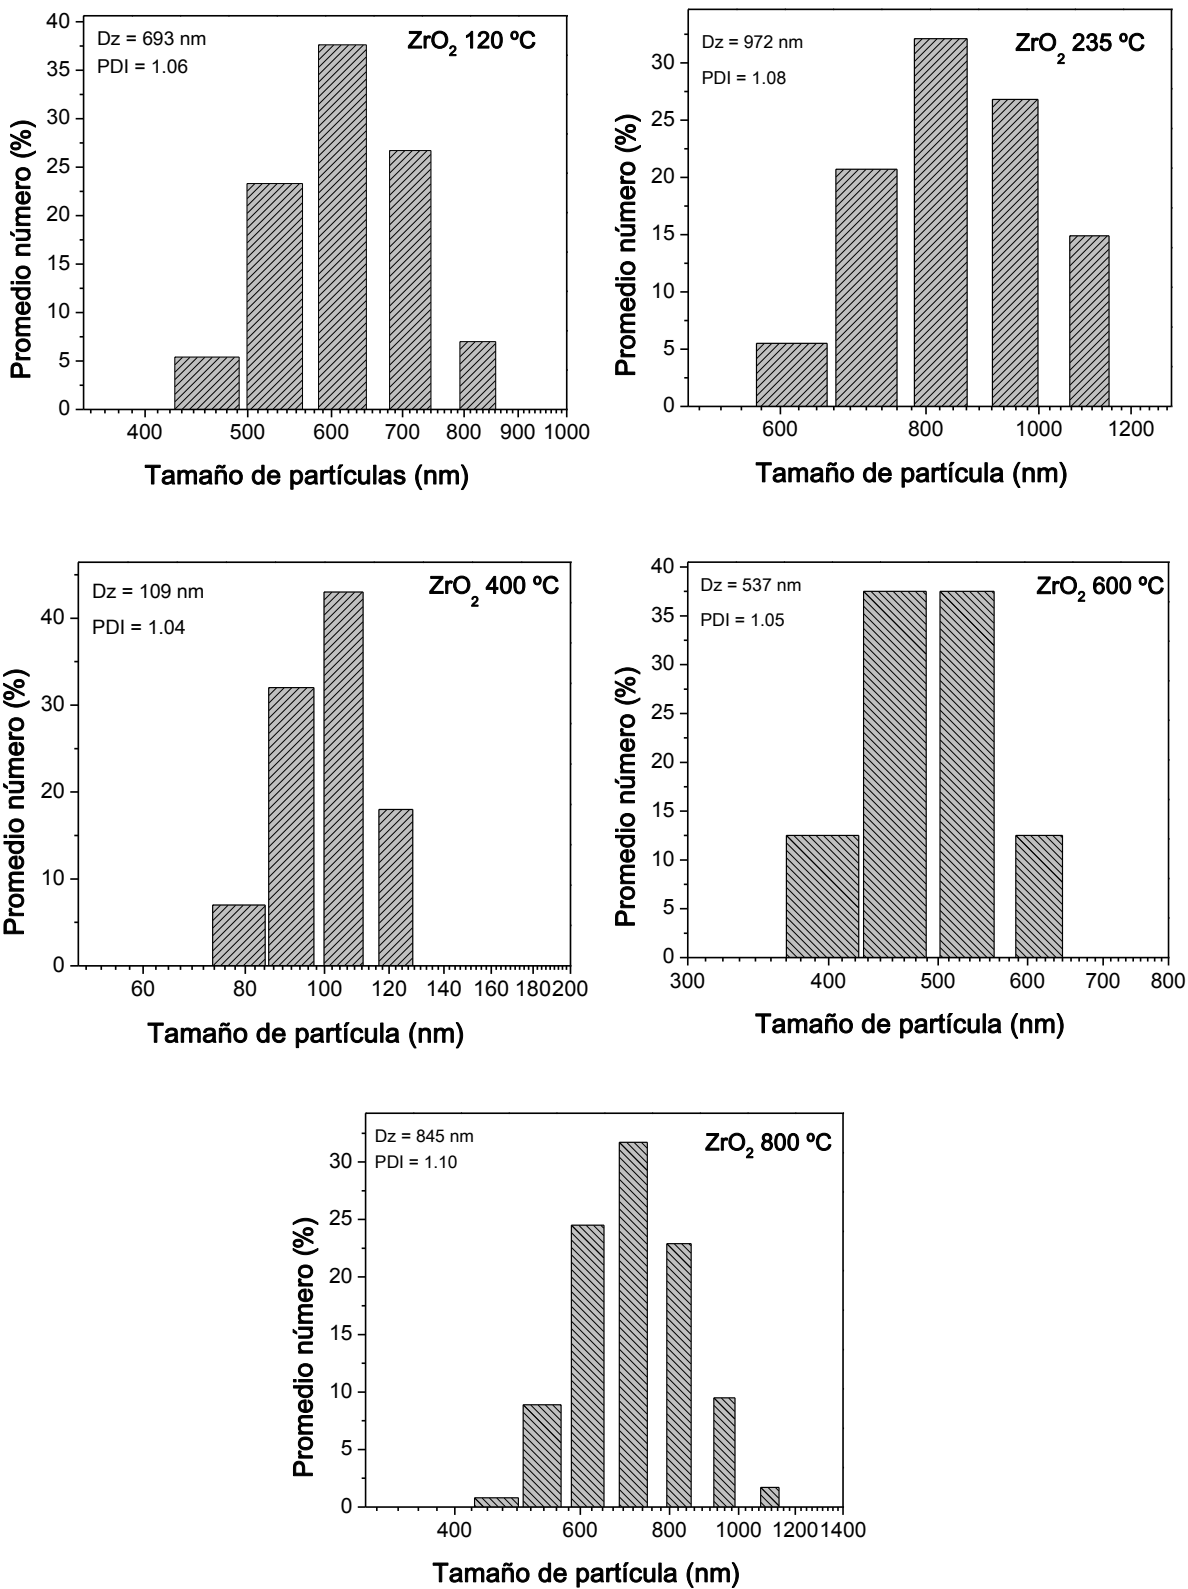 Dz = 693 nm
PDI = 1.06
ZrO2 120 ºC
Promedio número (%)
40
35
30
25
20
15
10
5
0
400 500 600 700 800 900 1000
Tamaño de partículas (nm)
Dz = 972 nm
PDI = 1.08
ZrO2 235 ºC
Promedio número (%)
30
25
20
15
10
5
0
600 800 1000 1200
Tamaño de partícula (nm)
Dz = 109 nm
PDI = 1.04
ZrO2 400 ºC
Promedio número (%)
40
30
20
10
0
60 80 100 120 140 160 180 200
Tamaño de partícula (nm)
Dz = 537 nm
PDI = 1.05
ZrO2 600 ºC
Promedio número (%)
40
35
30
25
20
15
10
5
0
300 400 500 600 700 800
Tamaño de partícula (nm)
Dz = 845 nm
PDI = 1.10
ZrO2 800 ºC
Promedio número (%)
30
25
20
15
10
5
0
400 600 800 1000 1200 1400
Tamaño de partícula (nm)